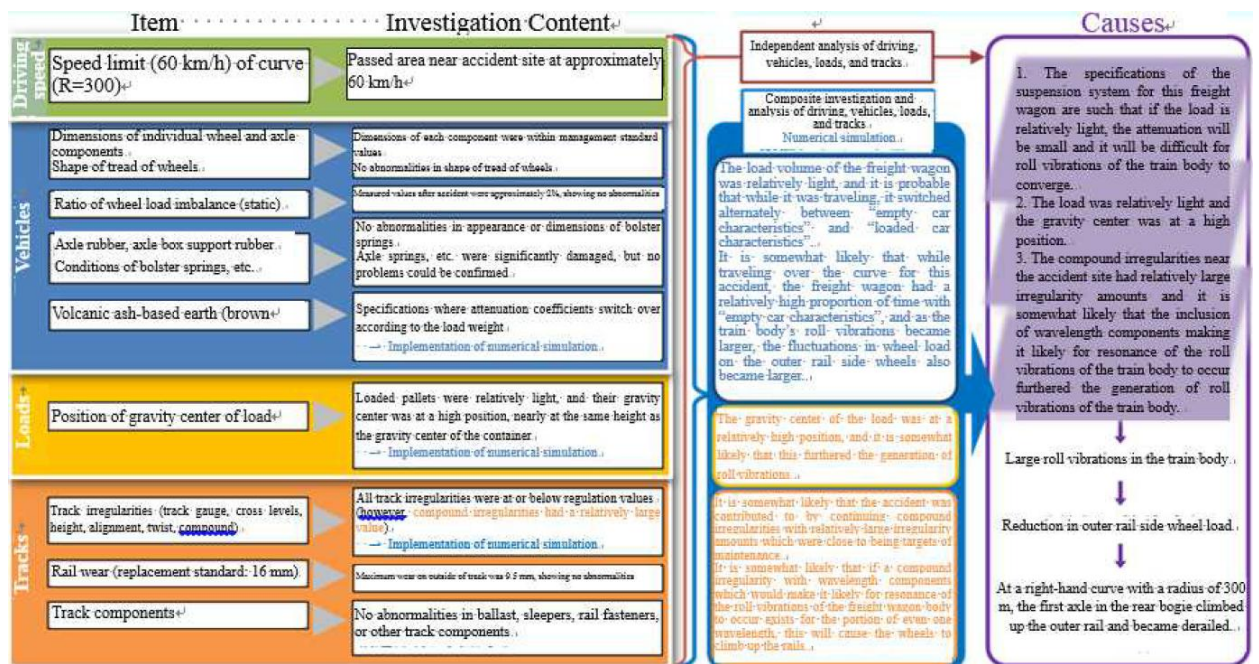 Item
Investigation Content
Causes
Driving speed
Speed limit (60 km/h) of curve
(R=300)
Passed area near accident site at approximately
60 km/h
Vehicles
Dimensions of individual wheel and axle
components
Shape of tread of wheels
Dimensions of each component were within management standard
values
No abnormalities in shape of tread of wheels
Ratio of wheel load imbalance (static)
Measured values after accident were approximately 2%, showing no abnormalities
Axle rubber, axle box support rubber
Conditions of bolster springs, etc.
No abnormalities in appearance or dimensions of bolster
springs
Axle springs, etc. were significantly damaged, but no
problems could be confirmed
Volcanic ash-based earth (brown
Specifications where attenuation coefficients switch over
according to the load weight
→ Implementation of numerical simulation
Loads
Position of gravity center of load
Loaded pallets were relatively light, and their gravity
center was at a high position, nearly at the same height as
the gravity center of the container
→ Implementation of numerical simulation
Tracks
Track irregularities (track gauge, cross levels,
height, alignment, twist, compound)
All track irregularities were at or below regulation values
(however compound irregularities had a relatively large
value)
→ Implementation of numerical simulation
Rail wear (replacement standard: 16 mm)
Maximum wear on outside of track was 9.5 mm, showing no abnormalities
Track components
No abnormalities in ballast, sleepers, rail fasteners,
or other track components
Independent analysis of driving,
vehicles, loads, and tracks
Composite investigation and
analysis of driving, vehicles, loads,
and tracks
Numerical simulation
The load volume of the freight wagon
was relatively light, and it is probable
that while it was traveling, it switched
alternately between "empty car
characteristics" and "loaded car
characteristics".
It is somewhat likely that while
traveling over the curve for this
accident, the freight wagon had a
relatively high proportion of time with
"empty car characteristics", and as the
train body's roll vibrations became
larger, the fluctuations in wheel load
on the outer rail side wheels also
became larger.
The gravity center of the load was at a
relatively high position, and it is somewhat
likely that this furthered the generation of
roll vibrations
It is somewhat likely that the accident was
contributed to by continuing compound
irregularities with relatively large irregularity
amounts which were close to being targets of
maintenance.
It is somewhat likely that if a compound
irregularity with wavelength components
which would make it likely for resonance of
the roll vibrations of the freight wagon body
to occur exists for the portion of even one
wavelength, this will cause the wheels to
climb up the rails.
1. The specifications of the
suspension system for this freight
wagon are such that if the load is
relatively light, the attenuation will
be small and it will be difficult for
roll vibrations of the train body to
converge.
2. The load was relatively light and
the gravity center was at a high
position.
3. The compound irregularities near
the accident site had relatively large
irregularity amounts and it is
somewhat likely that the inclusion
of wavelength components making
it likely for resonance of the roll
vibrations of the train body to occur
furthered the generation of roll
vibrations of the train body.
Large roll vibrations in the train body.
Reduction in outer rail side wheel load.
At a right-hand curve with a radius of 300
m, the first axle in the rear bogie climbed
up the outer rail and became derailed